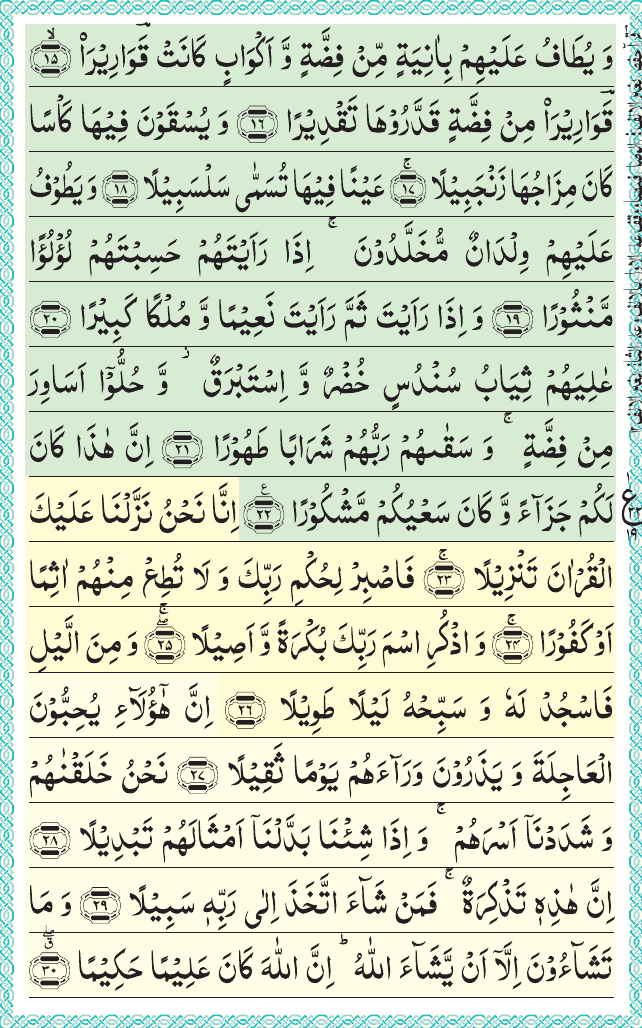 وَ يُطَافُ عَلَيْهِمْ بِاٰنِيَةٍ مِّنْ فِضَّةٍ وَّ اَكْوَابٍ كَانَتْ قَوَارِيْرَا۠ ﴿۱۵﴾ۙ
قَوَارِيْرَا۠ مِنْ فِضَّةٍ قَدَّرُوْهَا تَقْدِيْرًا ﴿۱۶﴾ وَ يُسْقَوْنَ فِيْهَا كَاْسًا
كَانَ مِزَاجُهَا زَنْجَبِيْلًا ﴿۱۷﴾ۚ عَيْنًا فِيْهَا تُسَمّٰى سَلْسَبِيْلًا ﴿۱۸﴾ وَ يَطُوْفُ
عَلَيْهِمْ وِلْدَانٌ مُّخَلَّدُوْنَ ۚ اِذَا رَاَيْتَهُمْ حَسِبْتَهُمْ لُؤْلُؤًا
مَّنْثُوْرًا ﴿۱۹﴾ وَ اِذَا رَاَيْتَ ثَمَّ رَاَيْتَ نَعِيْمًا وَّ مُلْكًا كَبِيْرًا ﴿۲۰﴾
عٰلِيَهُمْ ثِيَابُ سُنْدُسٍ خُضْرٌ وَّ اِسْتَبْرَقٌ ؗ وَّ حُلُّوْۤا اَسَاوِرَ
مِنْ فِضَّةٍ ۚ وَ سَقٰىهُمْ رَبُّهُمْ شَرَابًا طَهُوْرًا ﴿۲۱﴾ اِنَّ هٰذَا كَانَ
لَكُمْ جَزَآءً وَّ كَانَ سَعْيُكُمْ مَّشْكُوْرًا ﴿۲۲﴾ اِنَّا نَحْنُ نَزَّلْنَا عَلَيْكَ
الْقُرْاٰنَ تَنْزِيْلًا ﴿۲۳﴾ۚ فَاصْبِرْ لِحُكْمِ رَبِّكَ وَ لَا تُطِعْ مِنْهُمْ اٰثِمًا
اَوْ كَفُوْرًا ﴿۲۴﴾ۚ وَ اذْكُرِ اسْمَ رَبِّكَ بُكْرَةً وَّ اَصِيْلًا ﴿۲۵﴾ۖۚ وَ مِنَ الَّيْلِ
فَاسْجُدْ لَهٗ وَ سَبِّحْهُ لَيْلًا طَوِيْلًا ﴿۲۶﴾ اِنَّ هٰۤؤُلَآءِ يُحِبُّوْنَ
الْعَاجِلَةَ وَ يَذَرُوْنَ وَرَآءَهُمْ يَوْمًا ثَقِيْلًا ﴿۲۷﴾ نَحْنُ خَلَقْنٰهُمْ
وَ شَدَدْنَاۤ اَسْرَهُمْ ۚ وَ اِذَا شِئْنَا بَدَّلْنَاۤ اَمْثَالَهُمْ تَبْدِيْلًا ﴿۲۸﴾
اِنَّ هٰذِهٖ تَذْكِرَةٌ ۚ فَمَنْ شَآءَ اتَّخَذَ اِلٰى رَبِّهٖ سَبِيْلًا ﴿۲۹﴾ وَ مَا
تَشَآءُوْنَ اِلَّاۤ اَنْ يَّشَآءَ اللّٰهُ ؕ اِنَّ اللّٰهَ كَانَ عَلِيْمًا حَكِيْمًا ﴿۳۰﴾